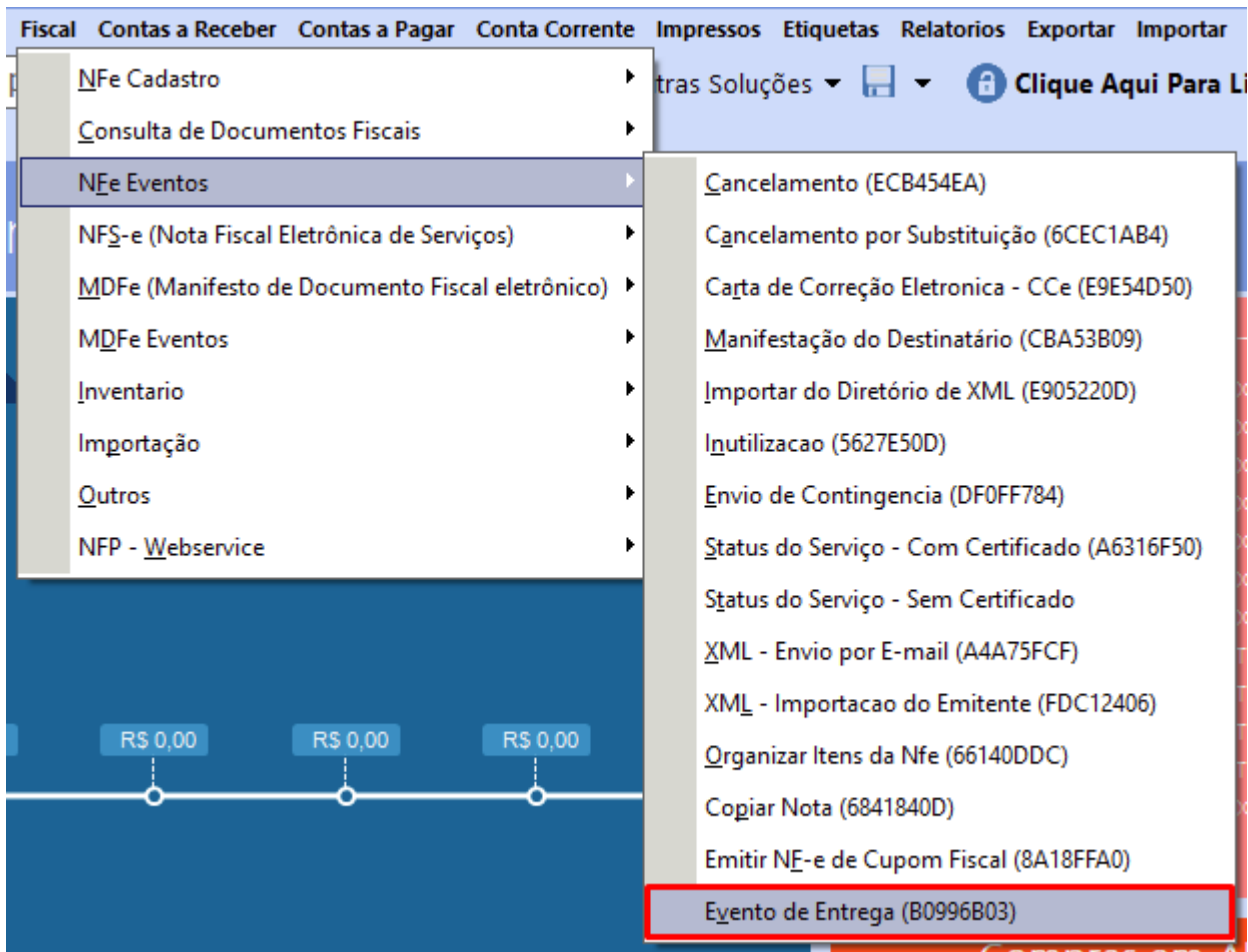 Fiscal Contas a Receber Contas a Pagar Conta Corrente Impressos Etiquetas Relatorios Exportar Importar
tras Soluções Clique Aqui Para Li
NFe Cadastro
Consulta de Documentos Fiscais
NFe Eventos
NFS-e (Nota Fiscal Eletrônica de Serviços)
MDFe (Manifesto de Documento Fiscal eletrônico)
MDFe Eventos
Inventario
Importação
Outros
NFP - Webservice
Cancelamento (ECB454EA)
Cancelamento por Substituição (6CEC1AB4)
Carta de Correção Eletronica - CCe (E9E54D50)
Manifestação do Destinatário (CBA53B09)
Importar do Diretório de XML (E905220D)
Inutilizacao (5627E50D)
Envio de Contingencia (DF0FF784)
Status do Serviço - Com Certificado (A6316F50)
Status do Serviço - Sem Certificado
XML - Envio por E-mail (A4A75FCF)
XML - Importacao do Emitente (FDC12406)
Organizar Itens da Nfe (66140DDC)
Copiar Nota (6841840D)
Emitir NF-e de Cupom Fiscal (8A18FFA0)
Evento de Entrega (B0996B03)
R$ 0,00 R$ 0,00 R$ 0,00